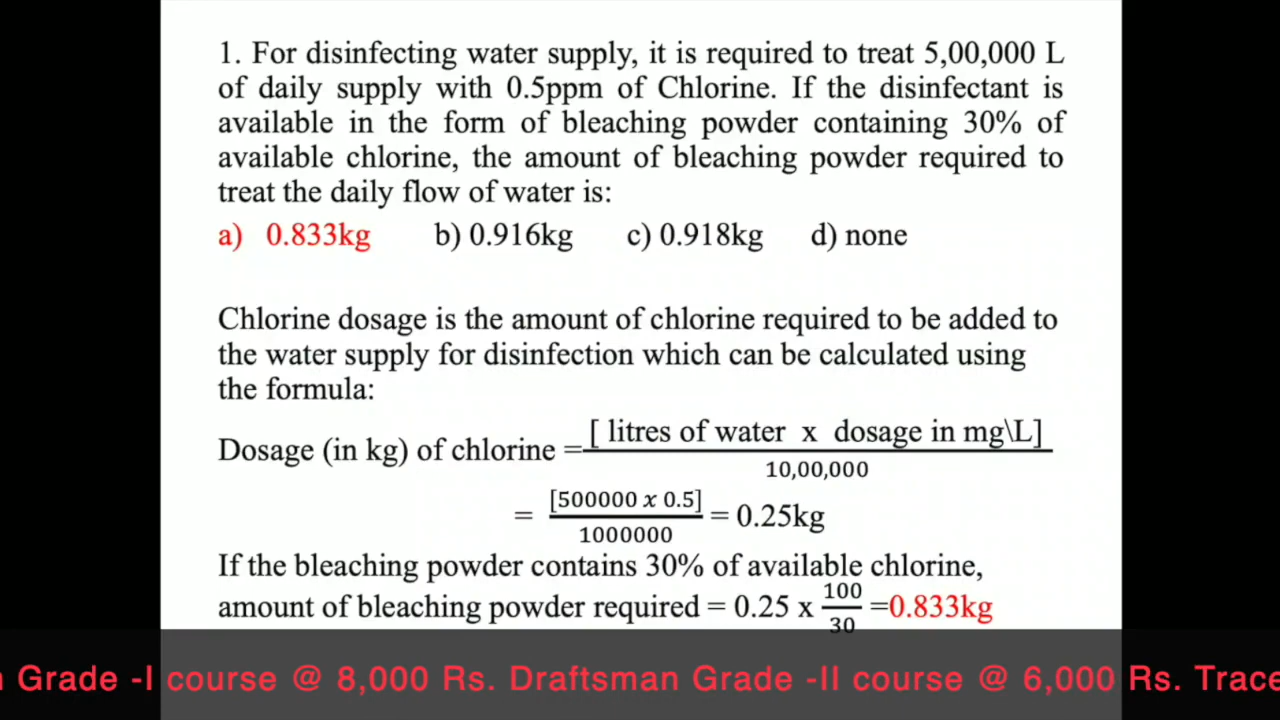 1. For disinfecting water supply, it is required to treat 5,00,000 L
of daily supply with 0.5ppm of Chlorine. If the disinfectant is
available in the form of bleaching powder containing 30% of
available chlorine, the amount of bleaching powder required to
treat the daily flow of water is:
a) 0.833kg b) 0.916kg c) 0.918kg d) none
Chlorine dosage is the amount of chlorine required to be added to
the water supply for disinfection which can be calculated using
the formula:
Dosage (in kg) of chlorine = [ litres of water x dosage in mg\L]
10,00,000
= [500000 x 0.5] = 0.25kg
1000000
If the bleaching powder contains 30% of available chlorine,
amount of bleaching powder required = 0.25 x 100 =0.833kg
30
Grade -I course @ 8,000 Rs. Draftsman Grade -II course @ 6,000 Rs.